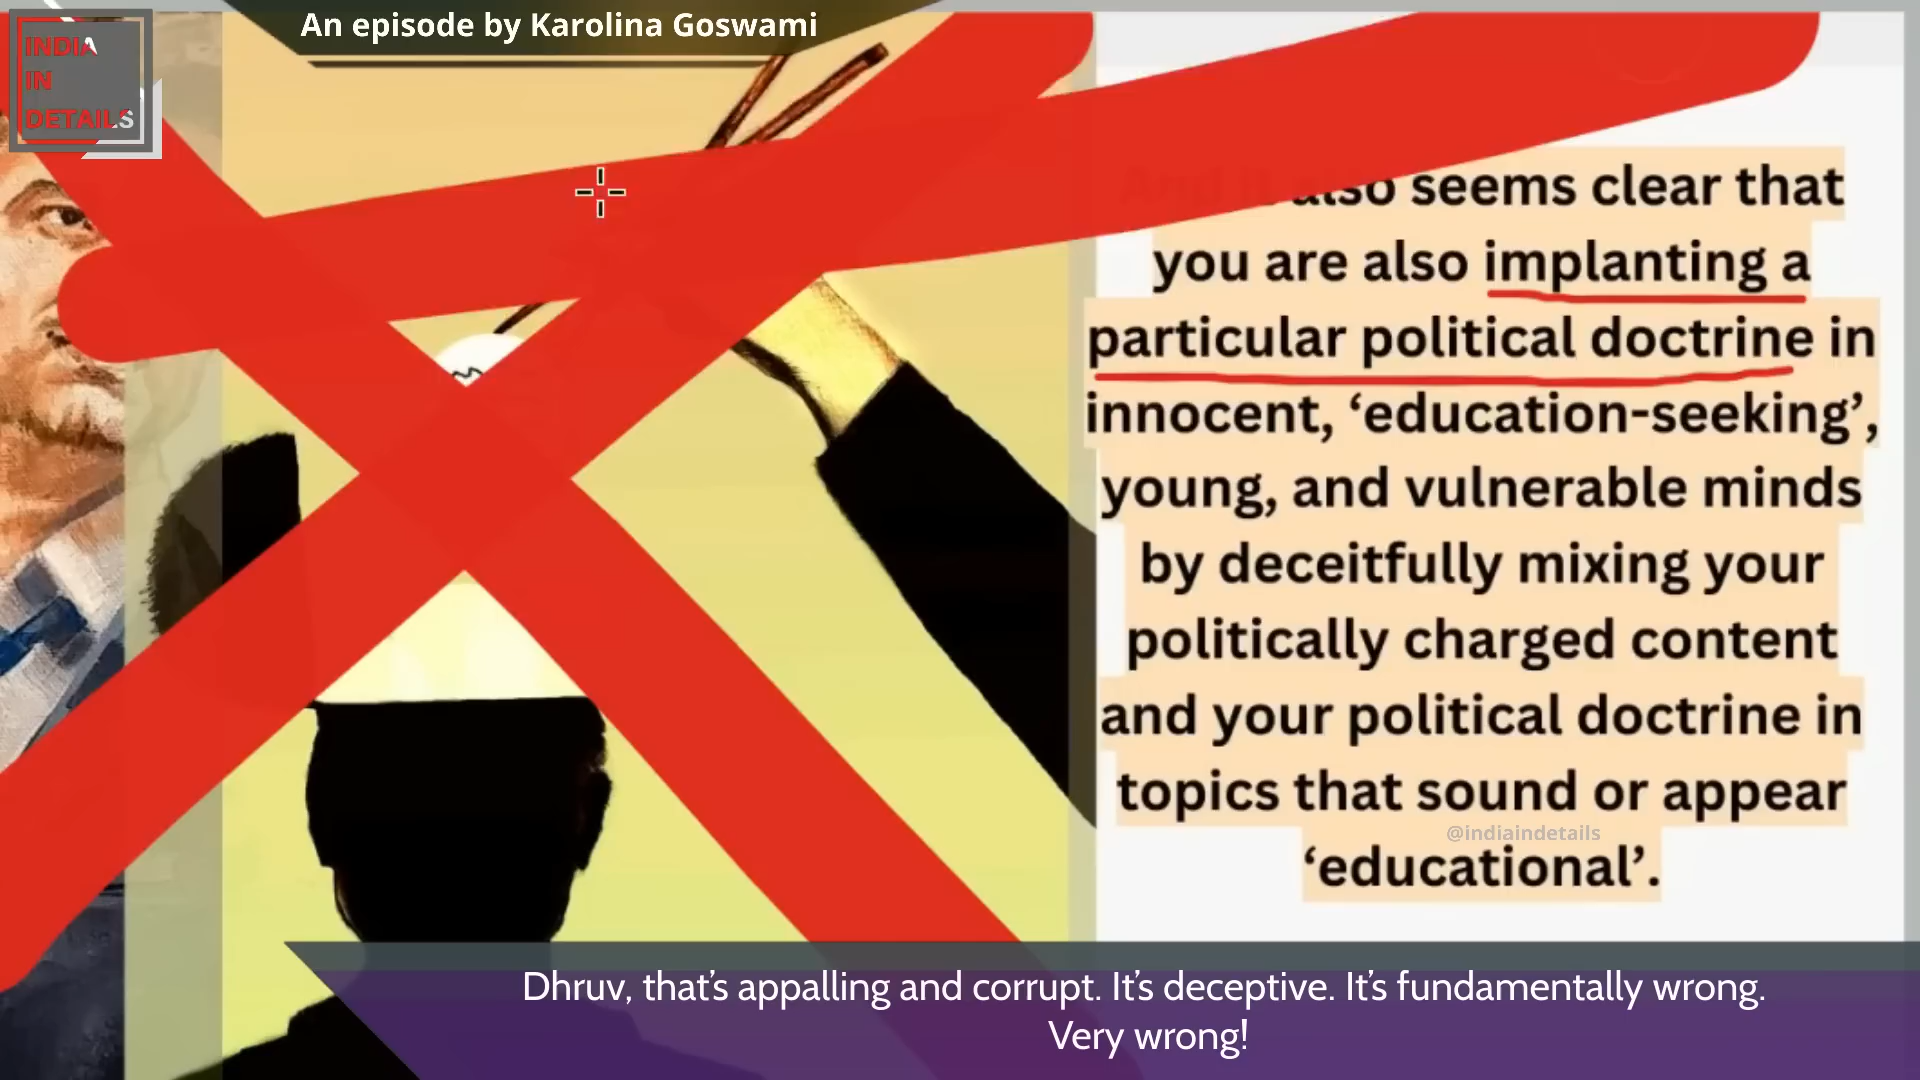 An episode by Karolina Goswami
INDIA
IN
DETAILS
And it also seems clear that
you are also implanting a
particular political doctrine in
innocent, ‘education-seeking’,
young, and vulnerable minds
by deceitfully mixing your
politically charged content
and your political doctrine in
topics that sound or appear
@indiaindetails
‘educational’.
Dhruv, that’s appalling and corrupt. It’s deceptive. It’s fundamentally wrong.
Very wrong!